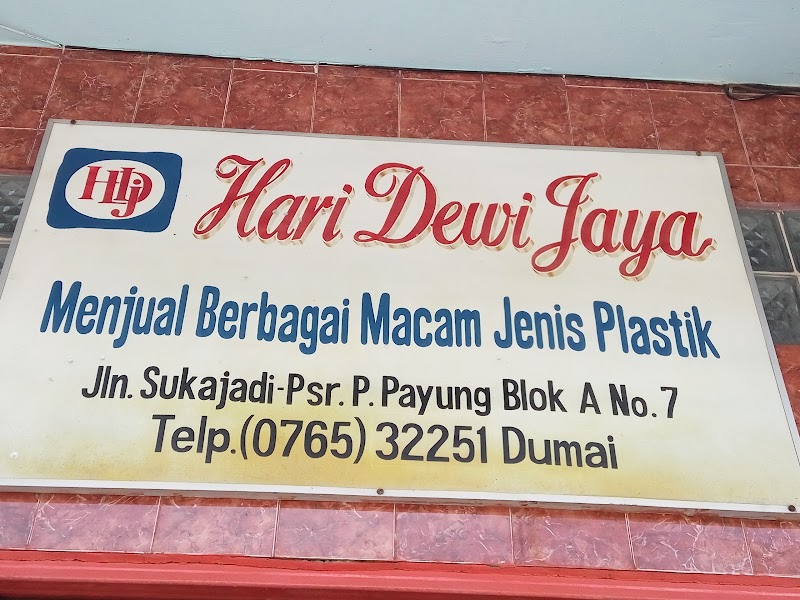 HDJ
Hari Dewi Jaya
Menjual Berbagai Macam Jenis Plastik
Jln. Sukajadi-Psr. P. Payung Blok A No. 7
Telp.(0765) 32251 Dumai